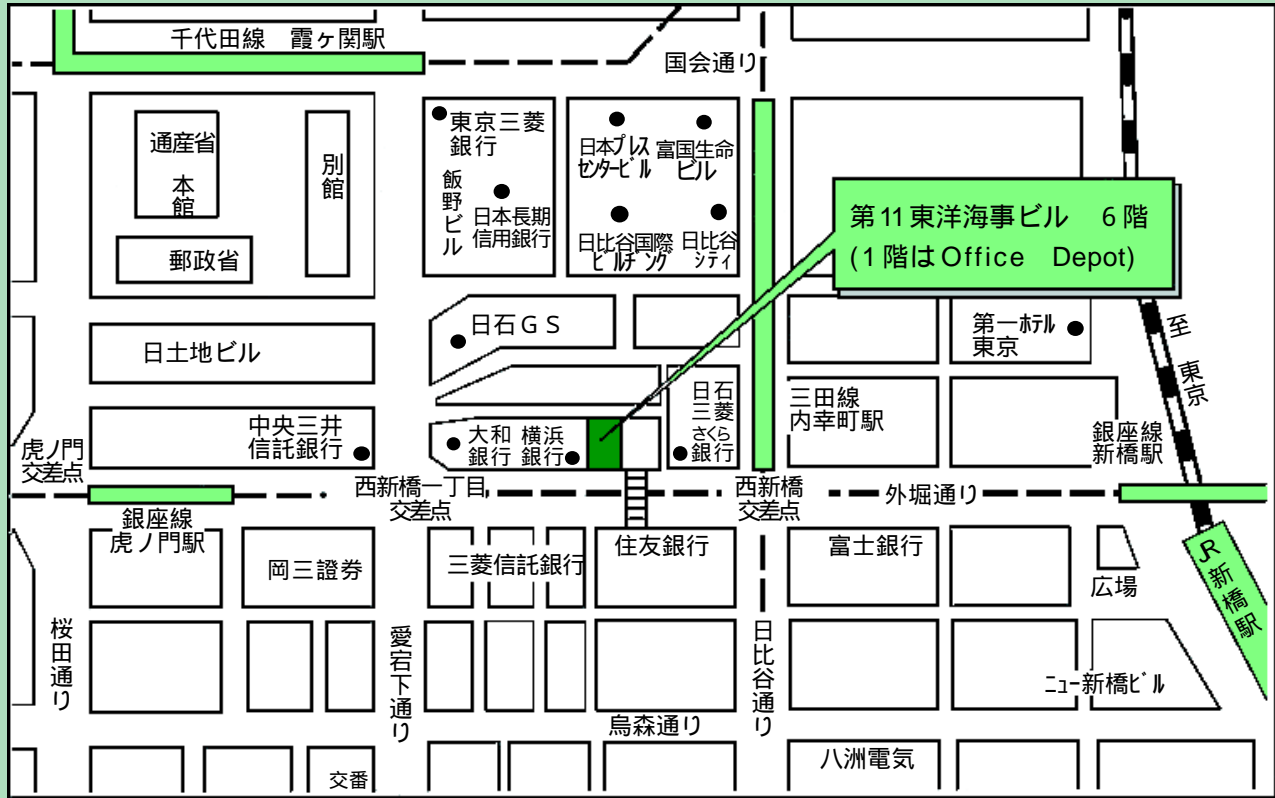 千代田線 霞ヶ関駅
国会通り
通産省
本館
別館
郵政省
東京三菱
銀行
飯野ビル
日本長期
信用銀行
日本プレス
センタービル
富国生命
ビル
日比谷国際
ビルヂング
日比谷
シティ
第11東洋海事ビル 6階
(1階はOffice Depot)
日土地ビル
日石GS
第一ホテル
東京
至東京
虎ノ門
交差点
中央三井
信託銀行
大和
銀行
横浜
銀行
日石
三菱
さくら
銀行
三田線
内幸町駅
銀座線
新橋駅
西新橋一丁目
交差点
西新橋
交差点
外堀通り
銀座線
虎ノ門駅
岡三證券
三菱信託銀行
住友銀行
富士銀行
広場
JR新橋駅
桜田通り
愛宕下通り
日比谷通り
ニュー新橋ビル
烏森通り
交番
八洲電気